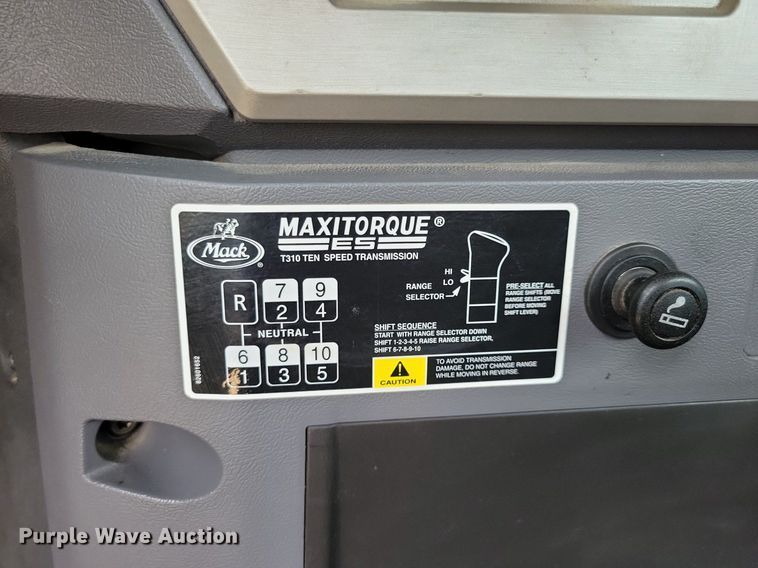 Mack®
MAXITORQUE®
ES
T310 TEN SPEED TRANSMISSION
R 7 9
2 4
NEUTRAL
6 8 10
1 3 5
82601652
HI
LO
RANGE
SELECTOR
PRE-SELECT ALL
RANGE SHIFTS (MOVE
RANGE SELECTOR
BEFORE MOVING
SHIFT LEVER)
SHIFT SEQUENCE
START WITH RANGE SELECTOR DOWN
SHIFT 1-2-3-4-5 RAISE RANGE SELECTOR,
SHIFT 6-7-8-9-10
CAUTION
TO AVOID TRANSMISSION
DAMAGE, DO NOT CHANGE RANGE
WHILE MOVING IN REVERSE.
Purple Wave Auction